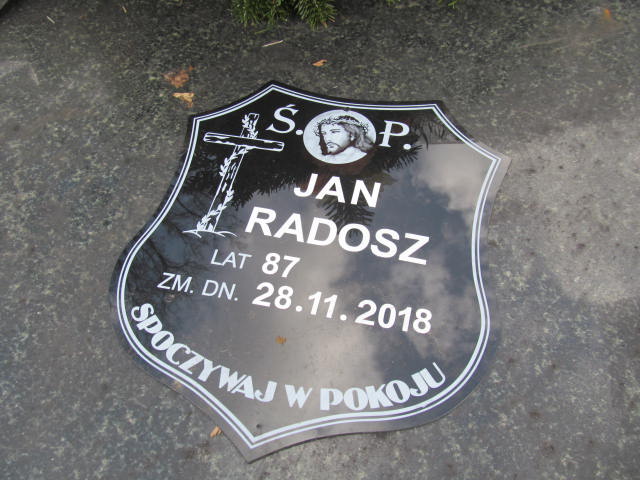 Ś. P.
JAN
RADOSZ
LAT 87
ZM. DN. 28.11.2018
SPOCZYWAJ W POKOJU